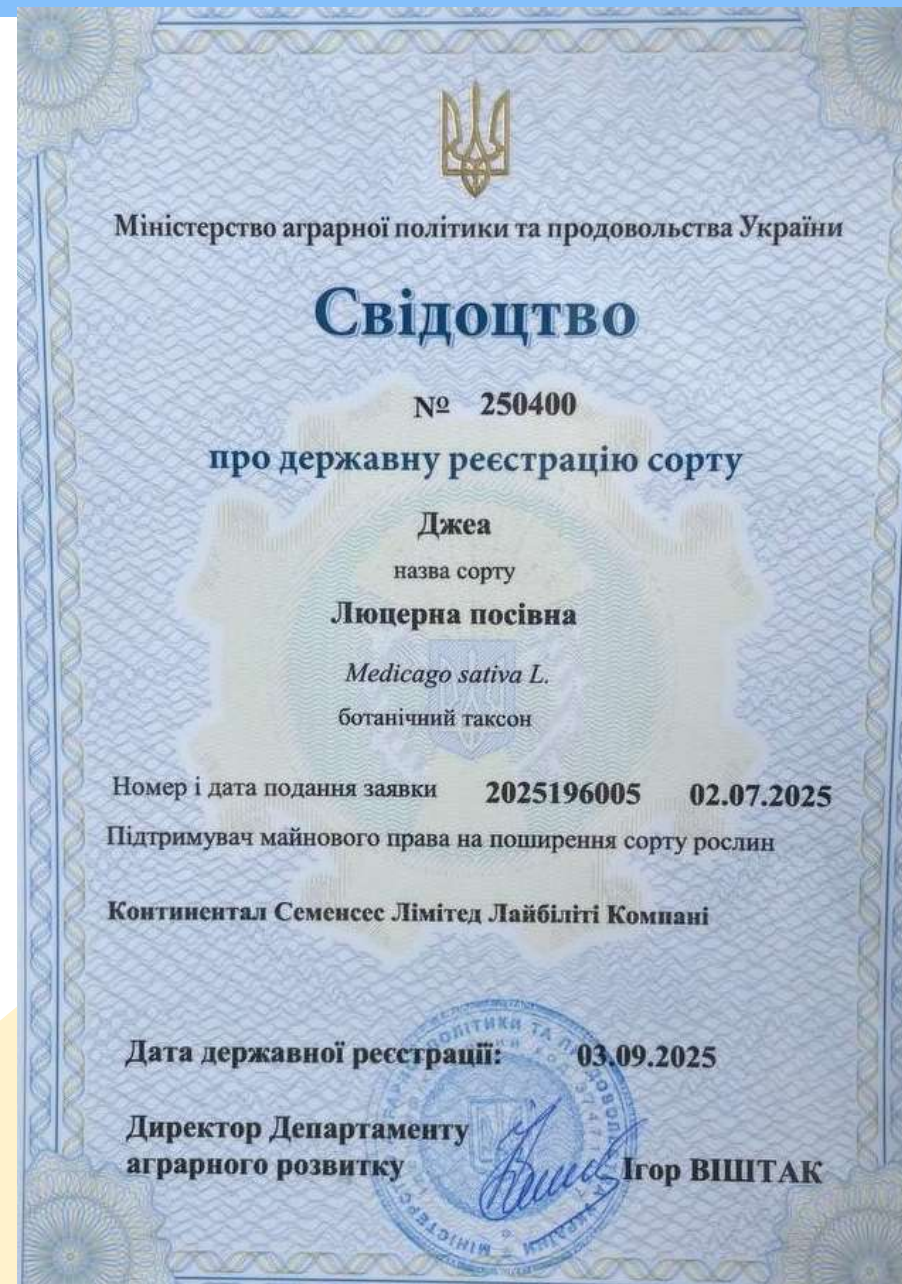 Міністерство аграрної політики та продовольства України
Свідоцтво
№ 250400
про державну реєстрацію сорту
Джеа
назва сорту
Люцерна посівна
Medicago sativa L.
ботанічний таксон
Номер і дата подання заявки 2025196005 02.07.2025
Підтримувач майнового права на поширення сорту рослин
Континентал Семенсес Лімітед Лайбіліті Компані
Дата державної реєстрації: 03.09.2025
Директор Департаменту
аграрного розвитку Ігор ВІШТАК